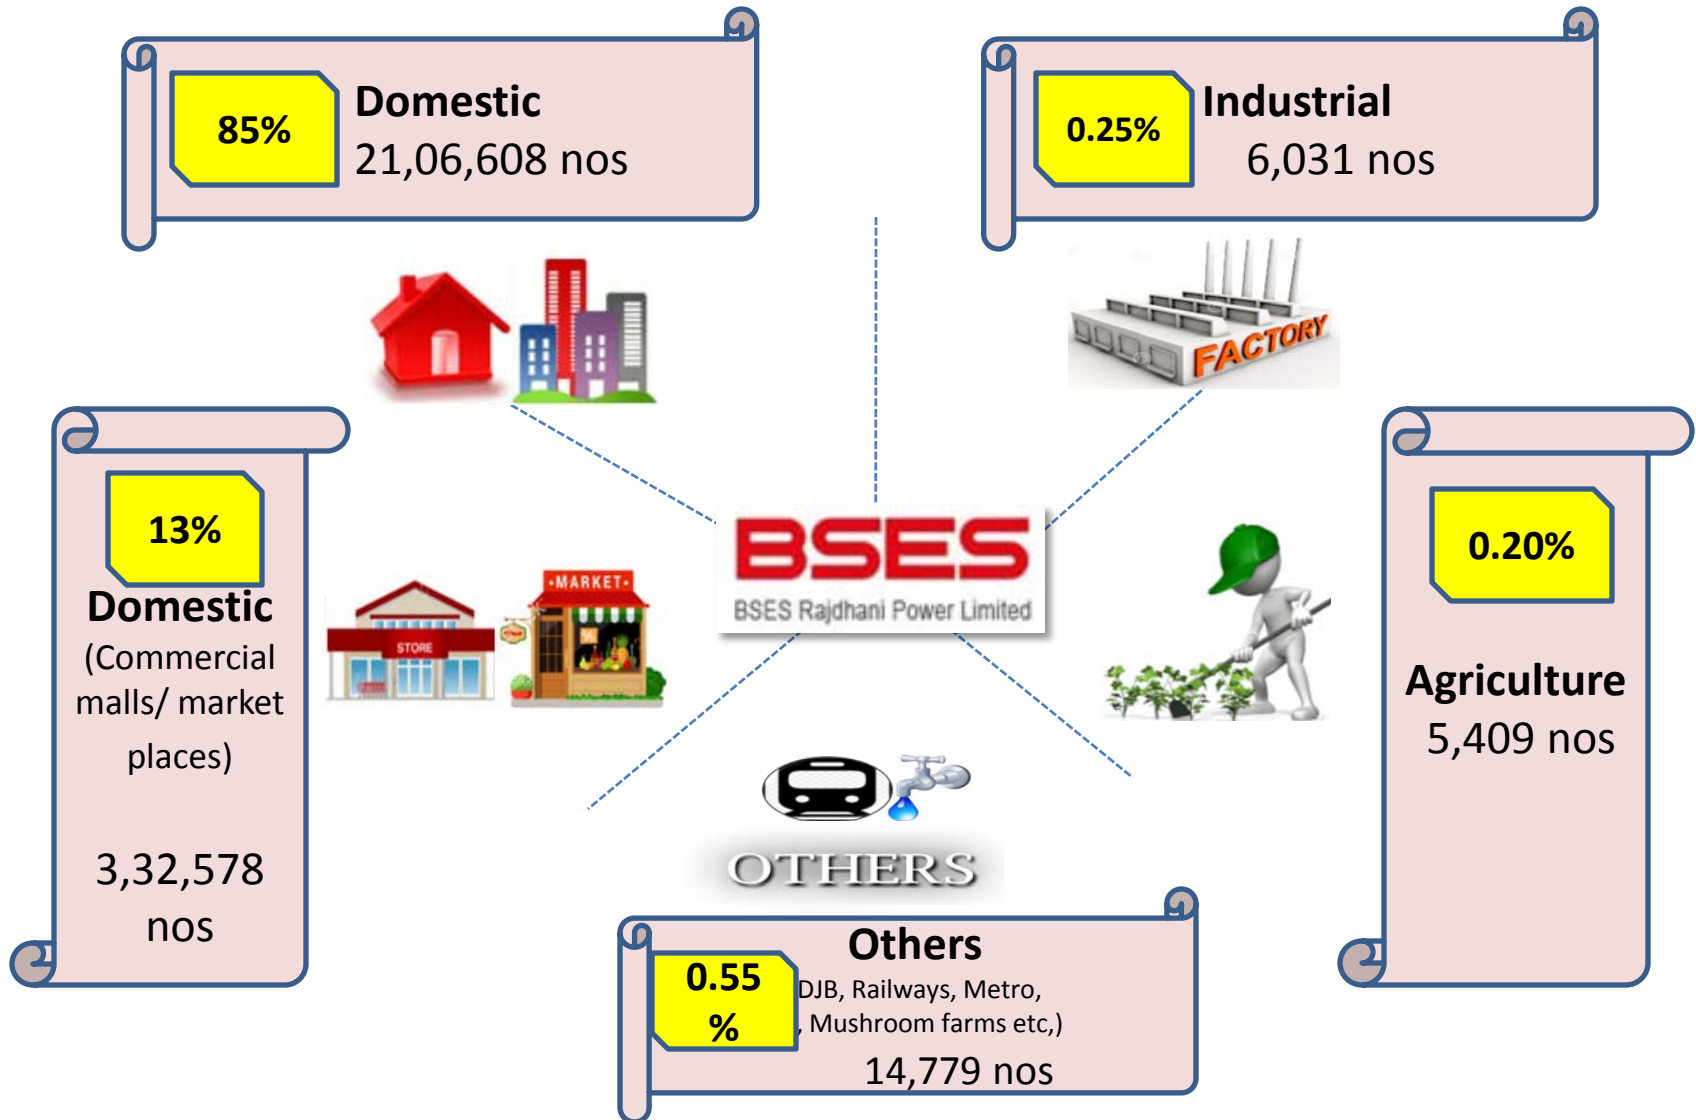 85%
Domestic
21,06,608 nos
0.25%
Industrial
6,031 nos
FACTORY
13%
Domestic
(Commercial
malls/ market
places)
3,32,578
nos
STORE
•MARKET•
%
BSES
BSES Rajdhani Power Limited
0.20%
Agriculture
5,409 nos
OTHERS
Others
0.55
%
DJB, Railways, Metro,
, Mushroom farms etc,)
14,779 nos